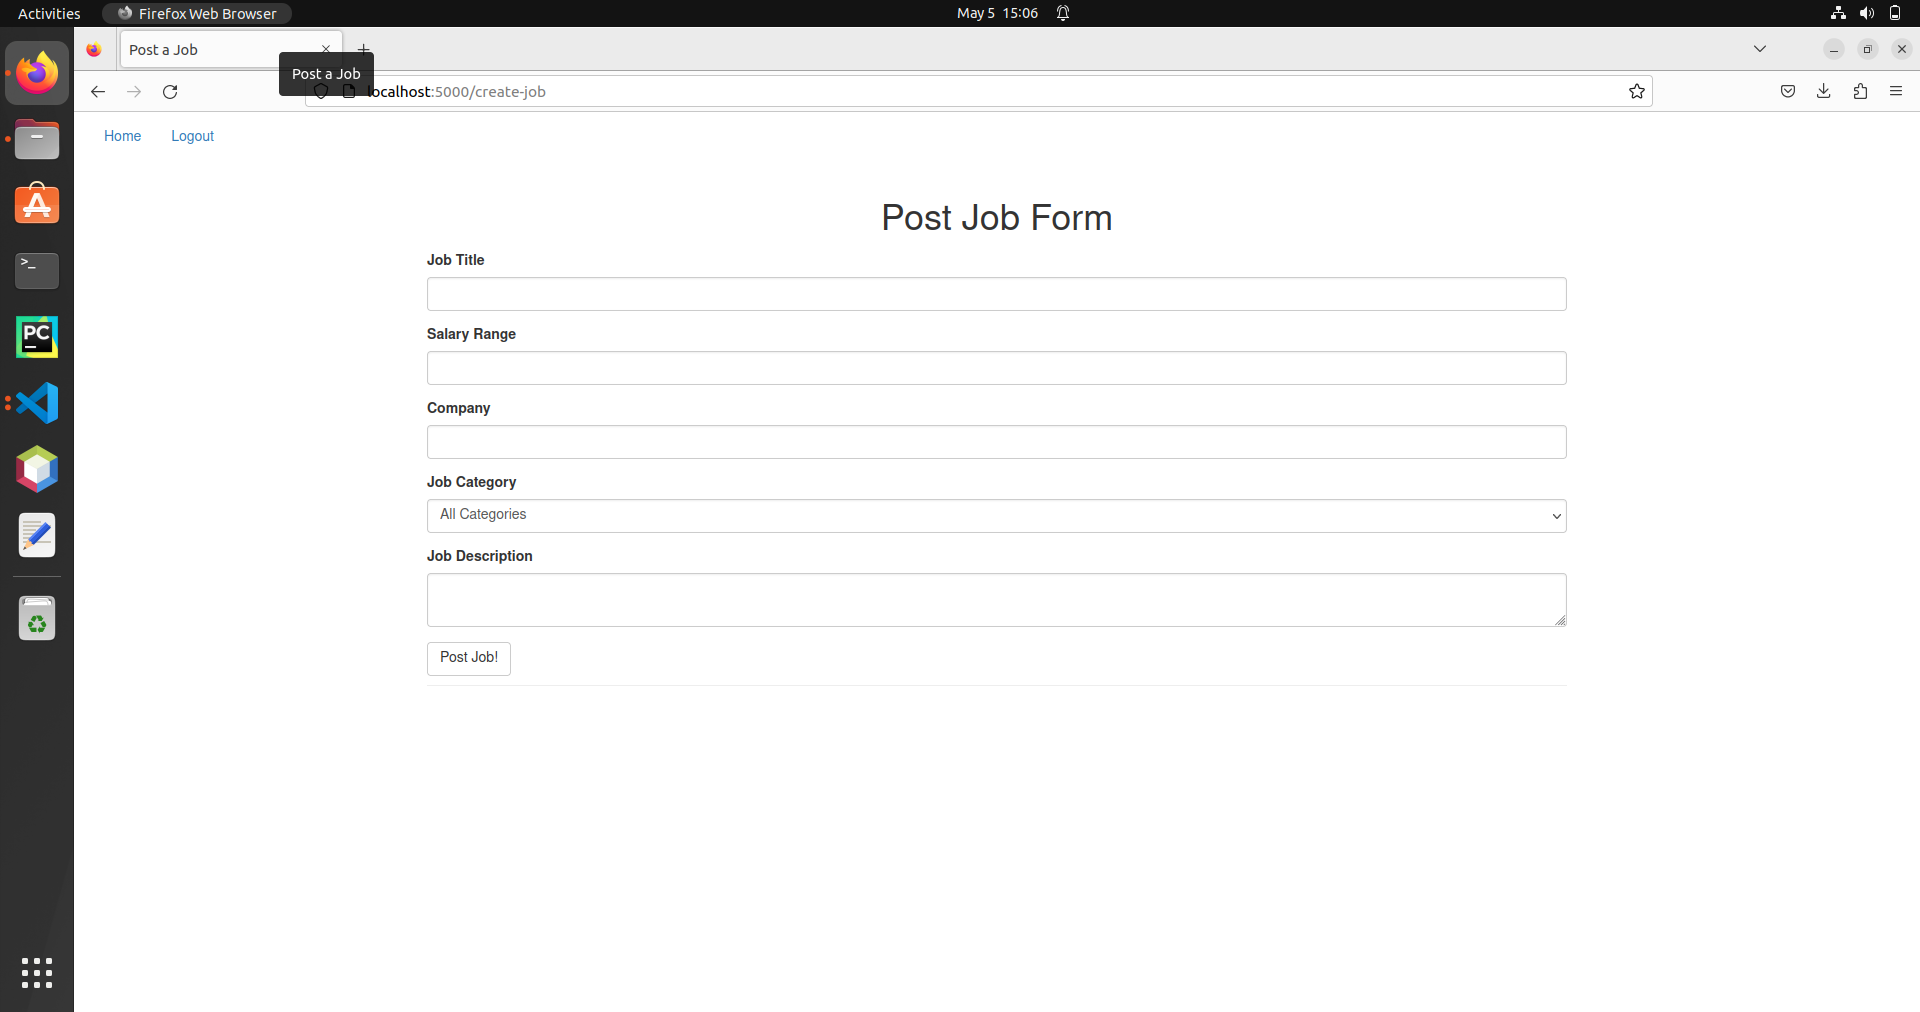 Activities Firefox Web Browser May 5 15:06
Post a Job
Post a Job
localhost:5000/create-job
Home Logout
Post Job Form
Job Title
Salary Range
Company
Job Category
All Categories
Job Description
Post Job!
>_
PC